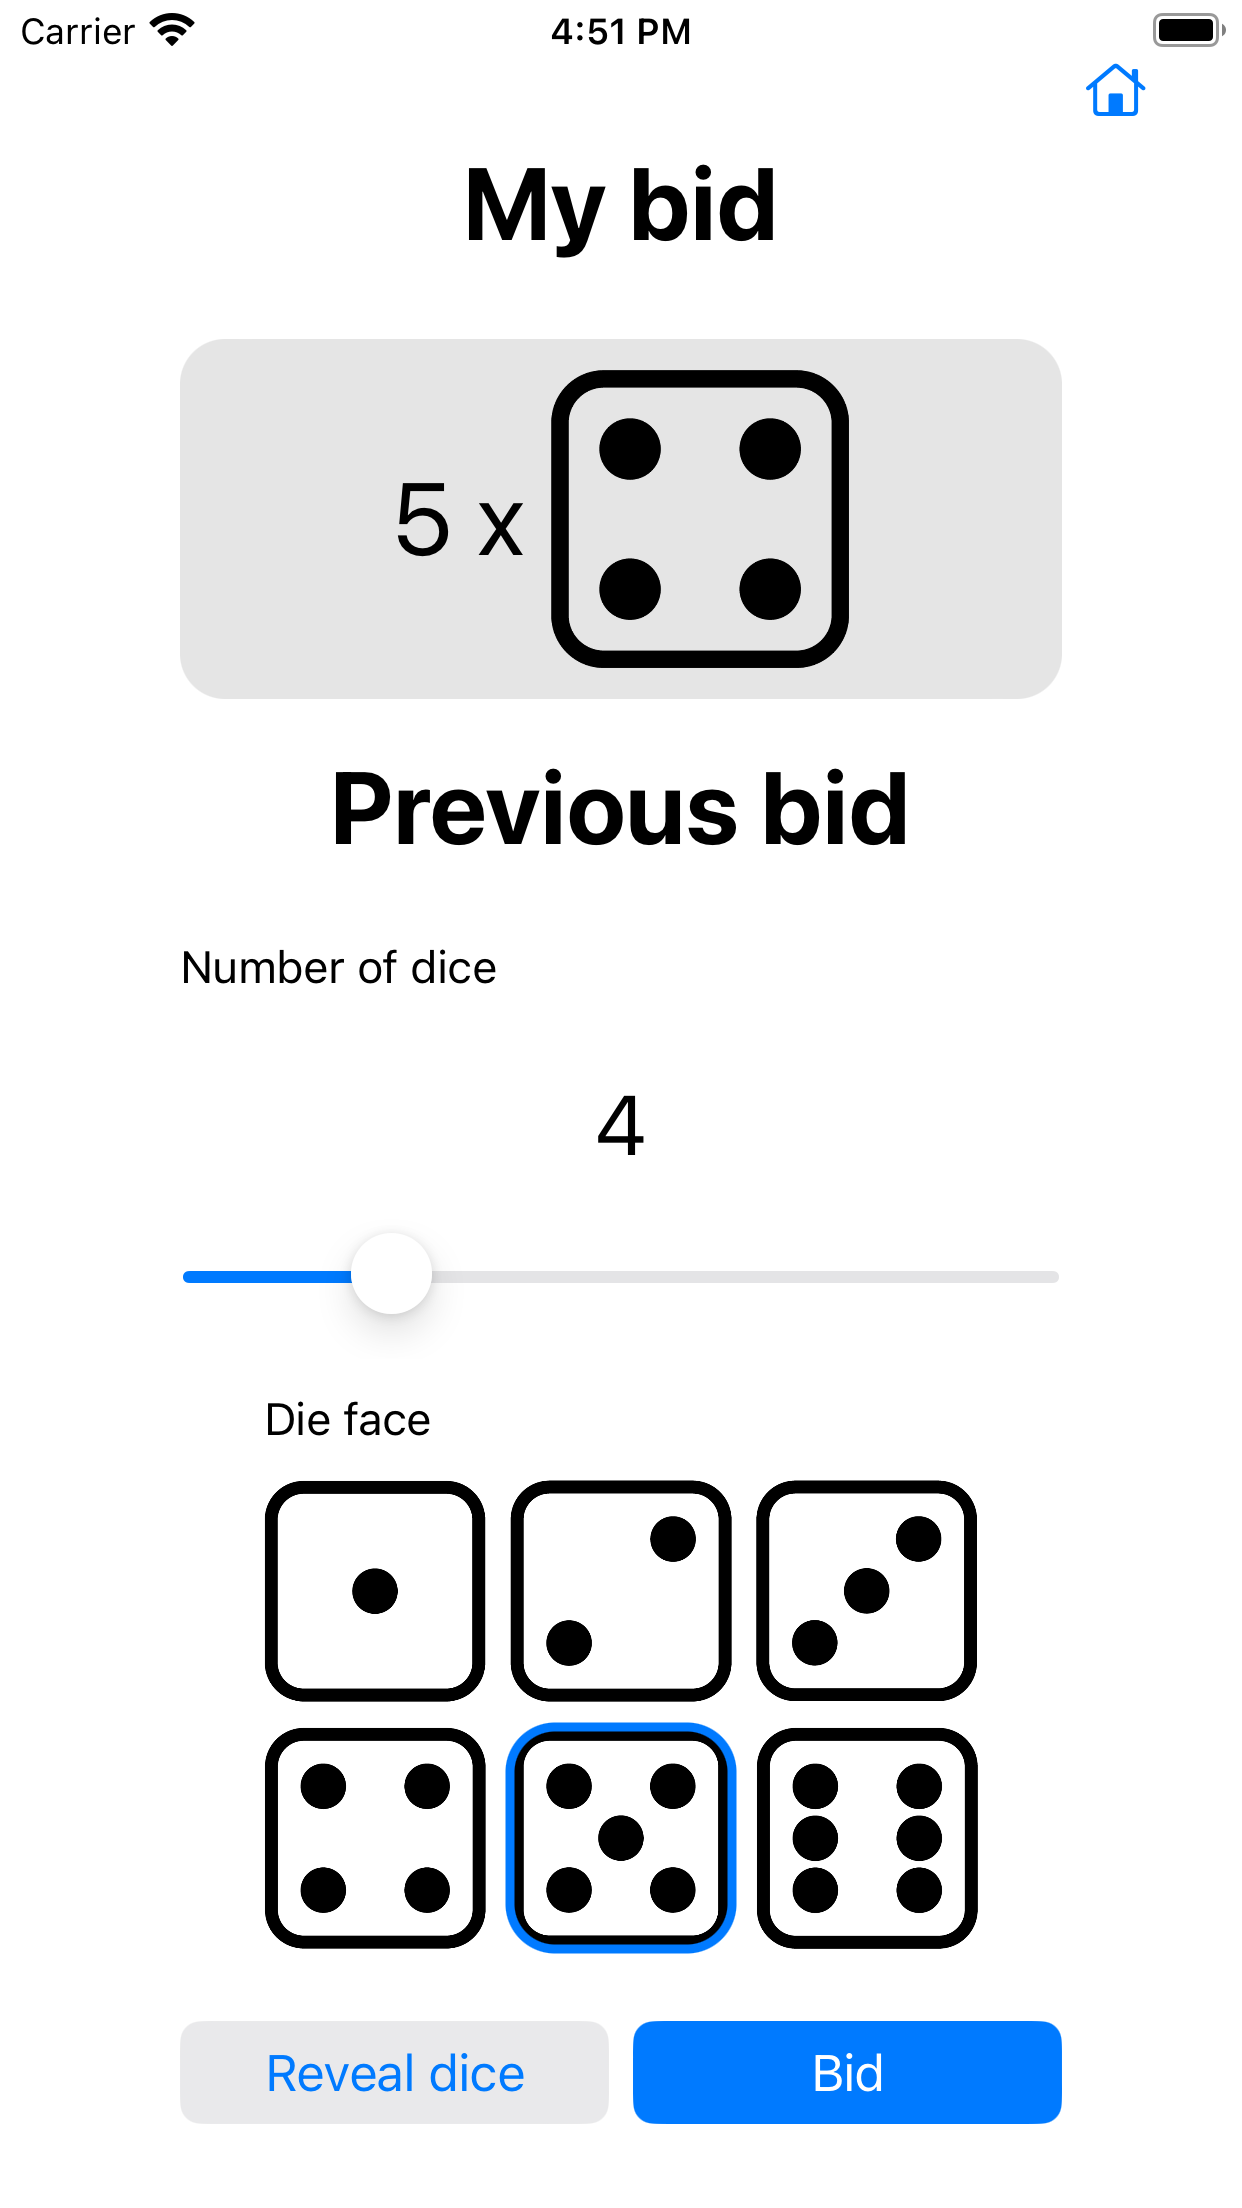 Carrier 4:51 PM
My bid
5 x
Previous bid
Number of dice
4
Die face
Reveal dice Bid